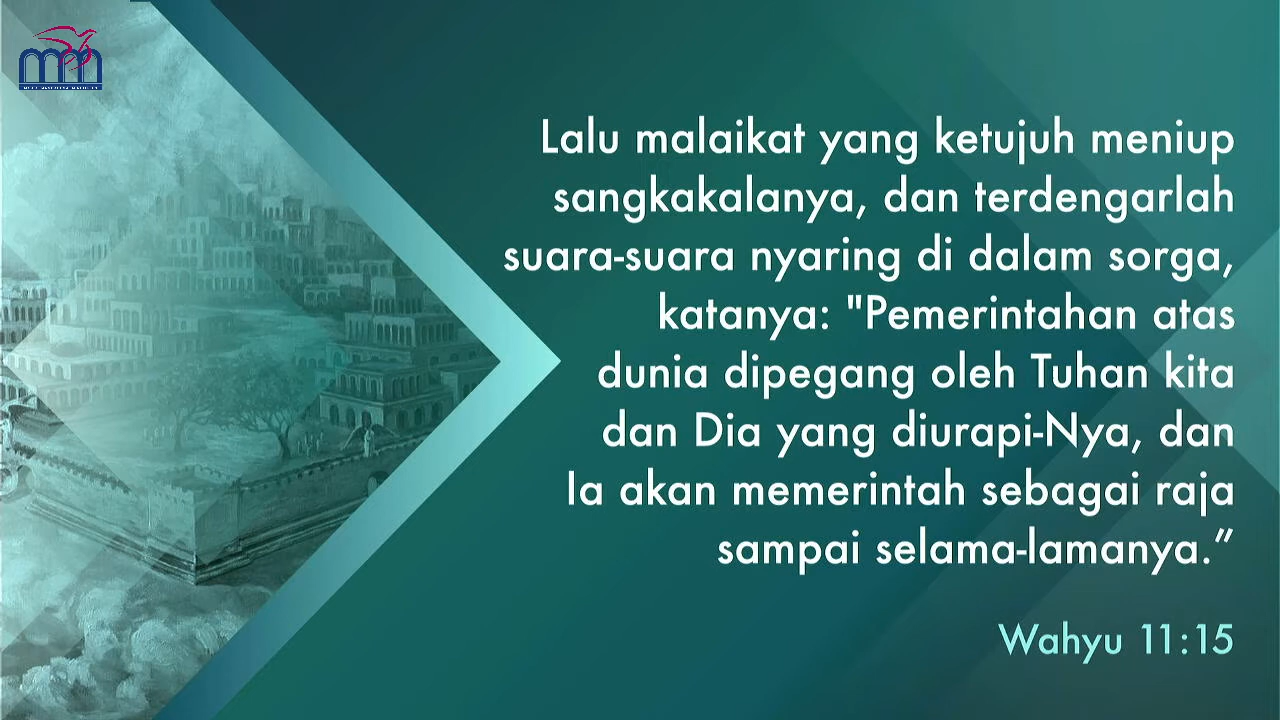 Lalu malaikat yang ketujuh meniup
sangkakalanya, dan terdengarlah
suara-suara nyaring di dalam sorga,
katanya: "Pemerintahan atas
dunia dipegang oleh Tuhan kita
dan Dia yang diurapi-Nya, dan
Ia akan memerintah sebagai raja
sampai selama-lamanya.”
Wahyu 11:15